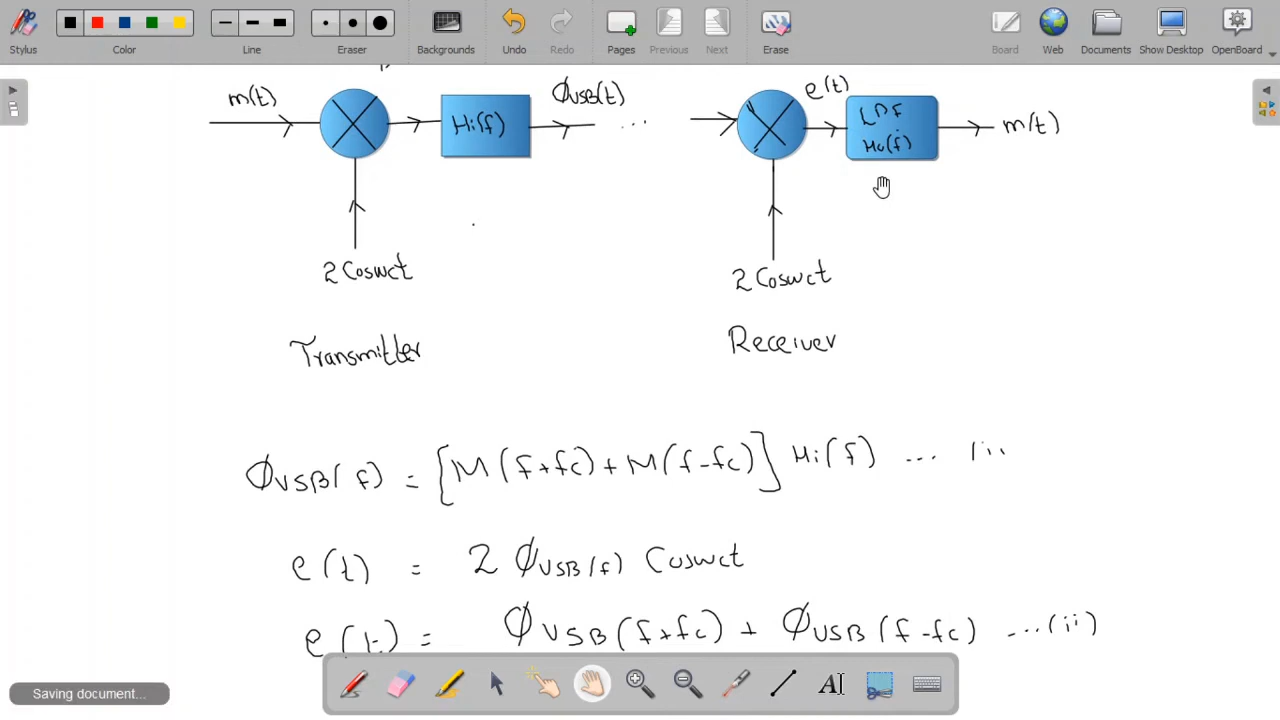 Stylus Color Line Eraser Backgrounds Undo Redo Pages Previous Next Erase Board Web Documents Show Desktop OpenBoard
m(t) Hi(f) ϕVSB(t) ... e(t) LPF Ho(f) m(t)
2 Coswct 2 Coswct
Transmitter Receiver
ϕVSB(f) = [M(f+fc)+M(f-fc)] Hi(f) ... (i
e(t) = 2 ϕVSB(f) Coswct
e(t) = ϕVSB(f+fc) + ϕVSB(f-fc) ...(ii)
Saving document...